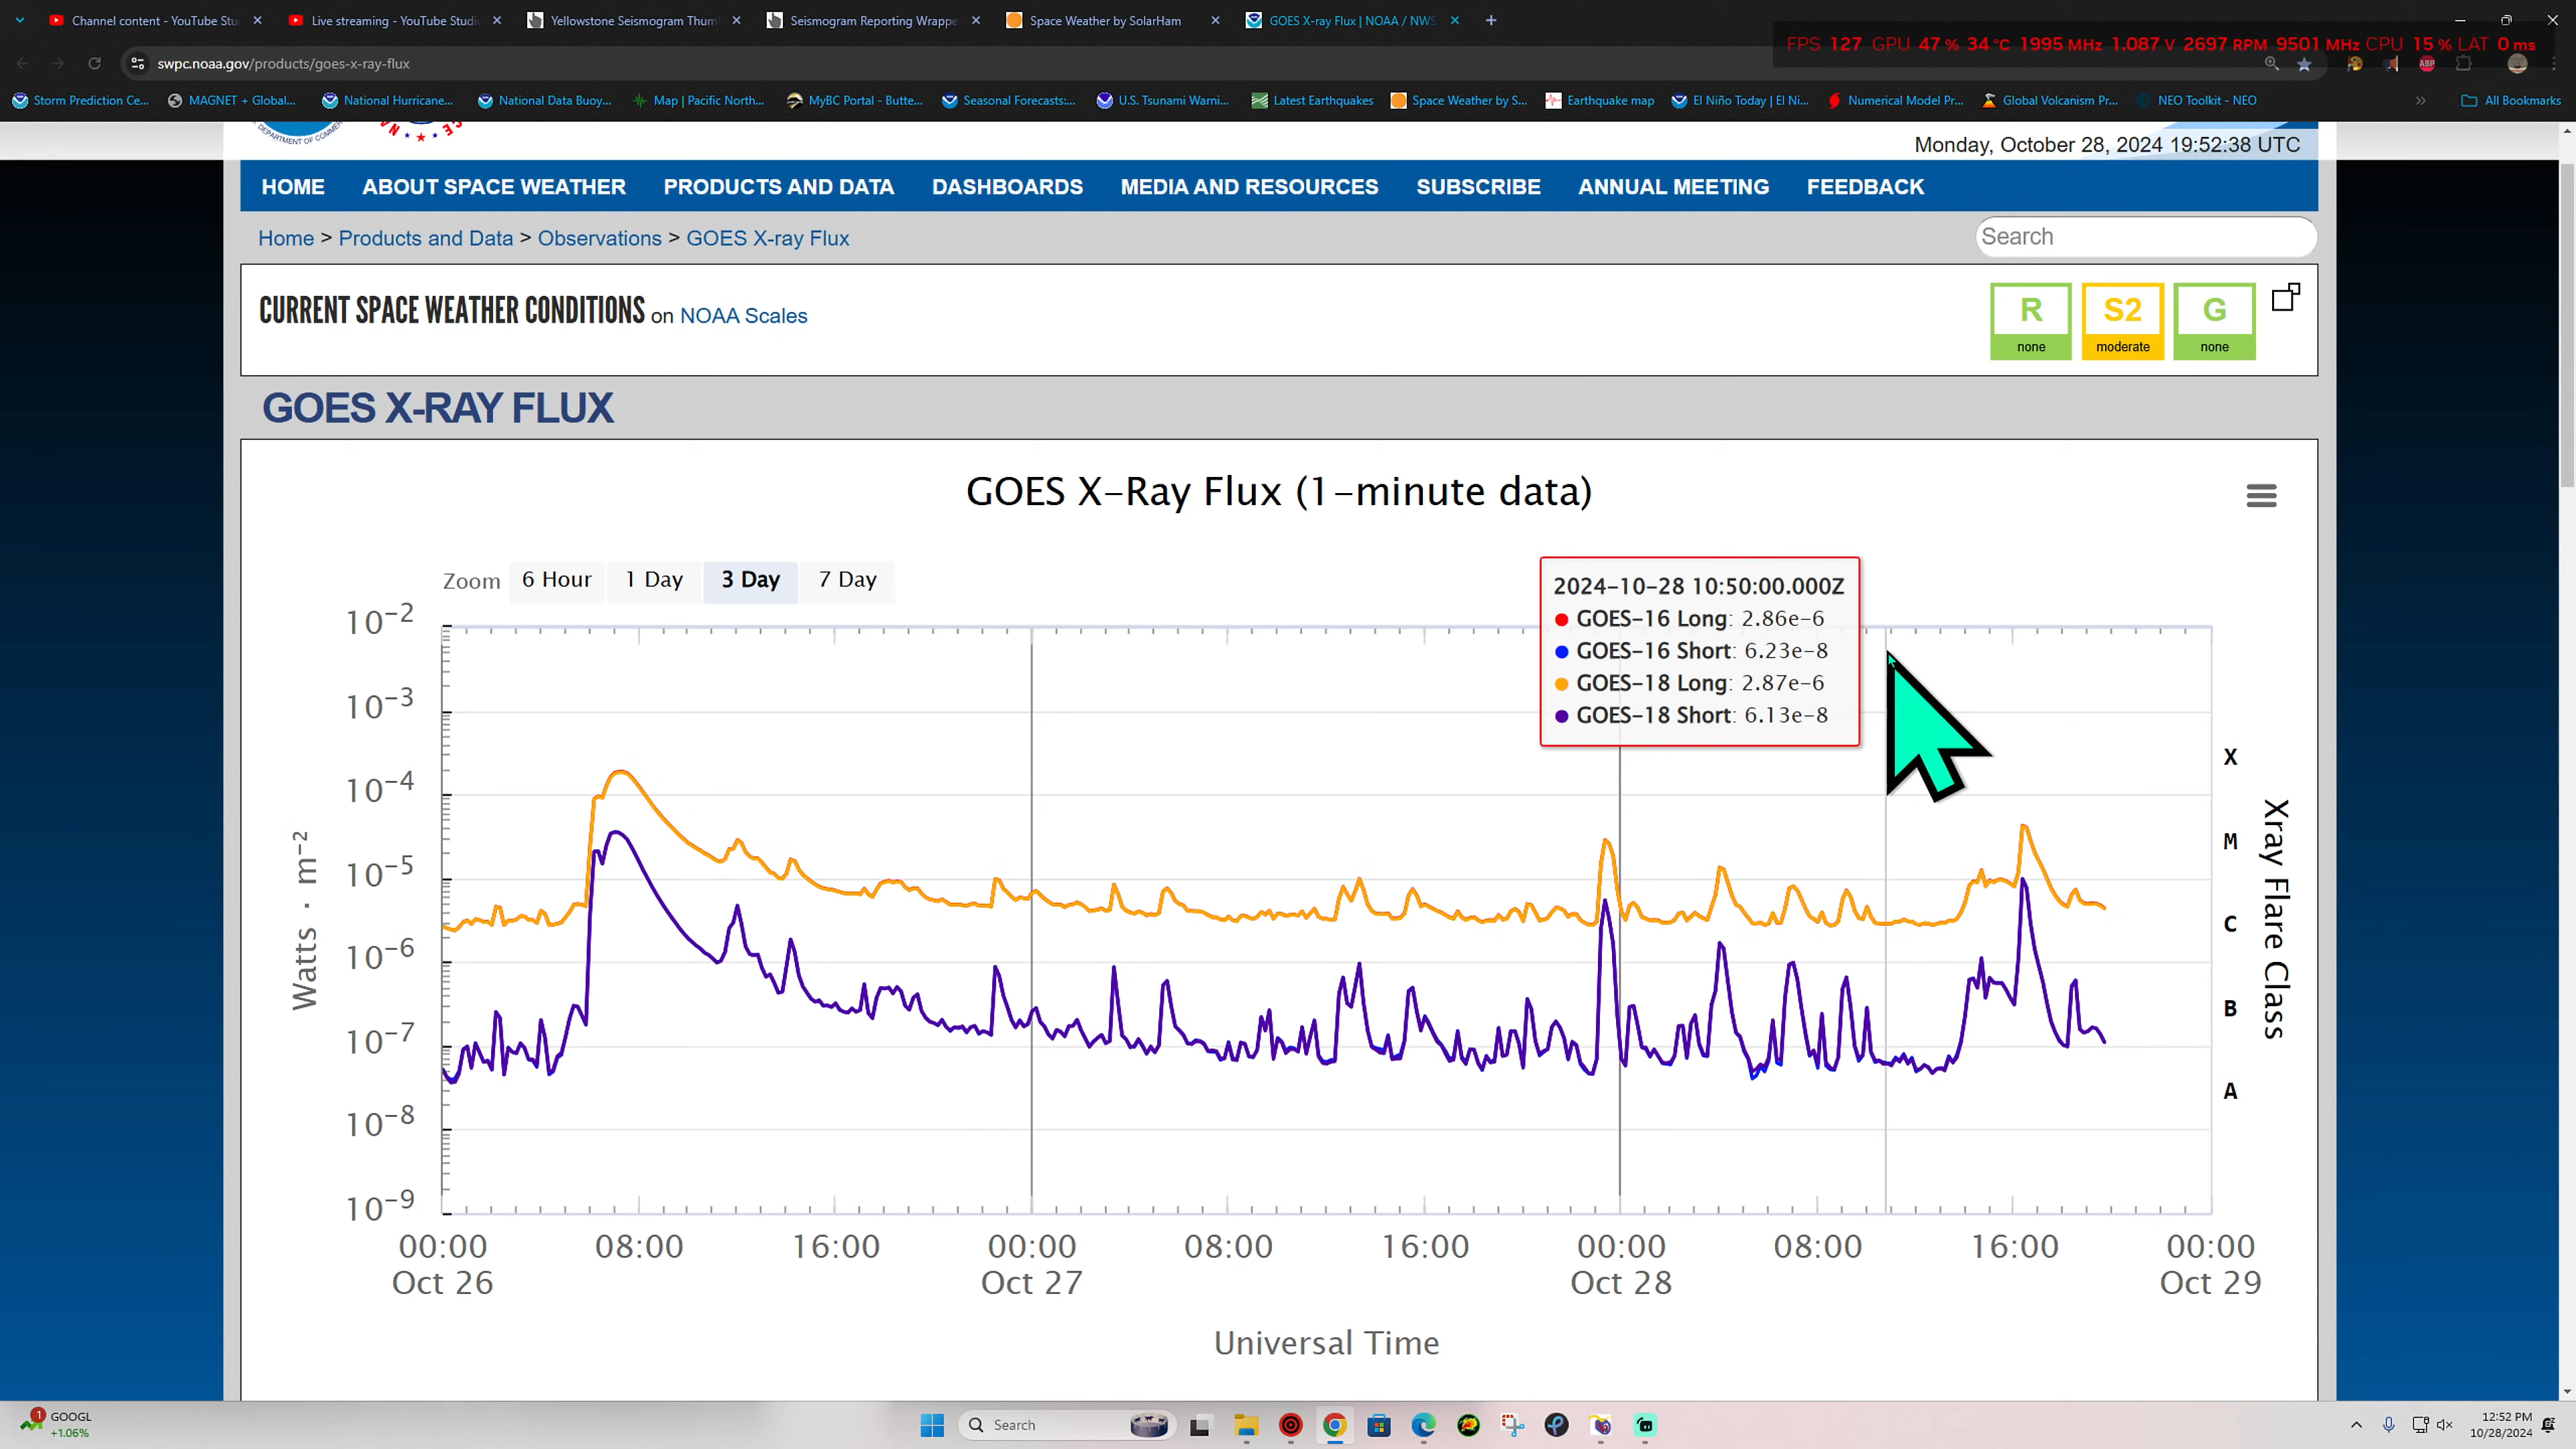 Channel content - YouTube Stu
Live streaming - YouTube Studi
Yellowstone Seismogram Thum
Seismogram Reporting Wrappe
Space Weather by SolarHam
GOES X-ray Flux | NOAA / NWS
FPS 127 GPU 47 % 34 °C 1995 MHz 1.087 V 2697 RPM 9501 MHz CPU 15 % LAT 0 ms
swpc.noaa.gov/products/goes-x-ray-flux
ABP
Storm Prediction Ce...
MAGNET + Global...
National Hurricane...
National Data Buoy...
Map | Pacific North...
MyBC Portal - Butte...
Seasonal Forecasts:...
U.S. Tsunami Warni...
Latest Earthquakes
Space Weather by S...
Earthquake map
El Niño Today | El Ni...
Numerical Model Pr...
Global Volcanism Pr...
NEO Toolkit - NEO
All Bookmarks
DEPARTMENT OF COMME
Monday, October 28, 2024 19:52:38 UTC
HOME ABOUT SPACE WEATHER PRODUCTS AND DATA DASHBOARDS MEDIA AND RESOURCES SUBSCRIBE ANNUAL MEETING FEEDBACK
Home > Products and Data > Observations > GOES X-ray Flux
Search
CURRENT SPACE WEATHER CONDITIONS on NOAA Scales
R S2 G
none moderate none
GOES X-RAY FLUX
GOES X-Ray Flux (1-minute data)
Zoom 6 Hour 1 Day 3 Day 7 Day
2024-10-28 10:50:00.000Z
GOES-16 Long: 2.86e-6
GOES-16 Short: 6.23e-8
GOES-18 Long: 2.87e-6
GOES-18 Short: 6.13e-8
10⁻²
10⁻³
10⁻⁴
10⁻⁵
10⁻⁶
10⁻⁷
10⁻⁸
10⁻⁹
Watts · m⁻²
X
M
C
B
A
Xray Flare Class
00:00 08:00 16:00 00:00 08:00 16:00 00:00 08:00 16:00 00:00
Oct 26 Oct 27 Oct 28 Oct 29
Universal Time
1
GOOGL
+1.06%
Search
12:52 PM
10/28/2024